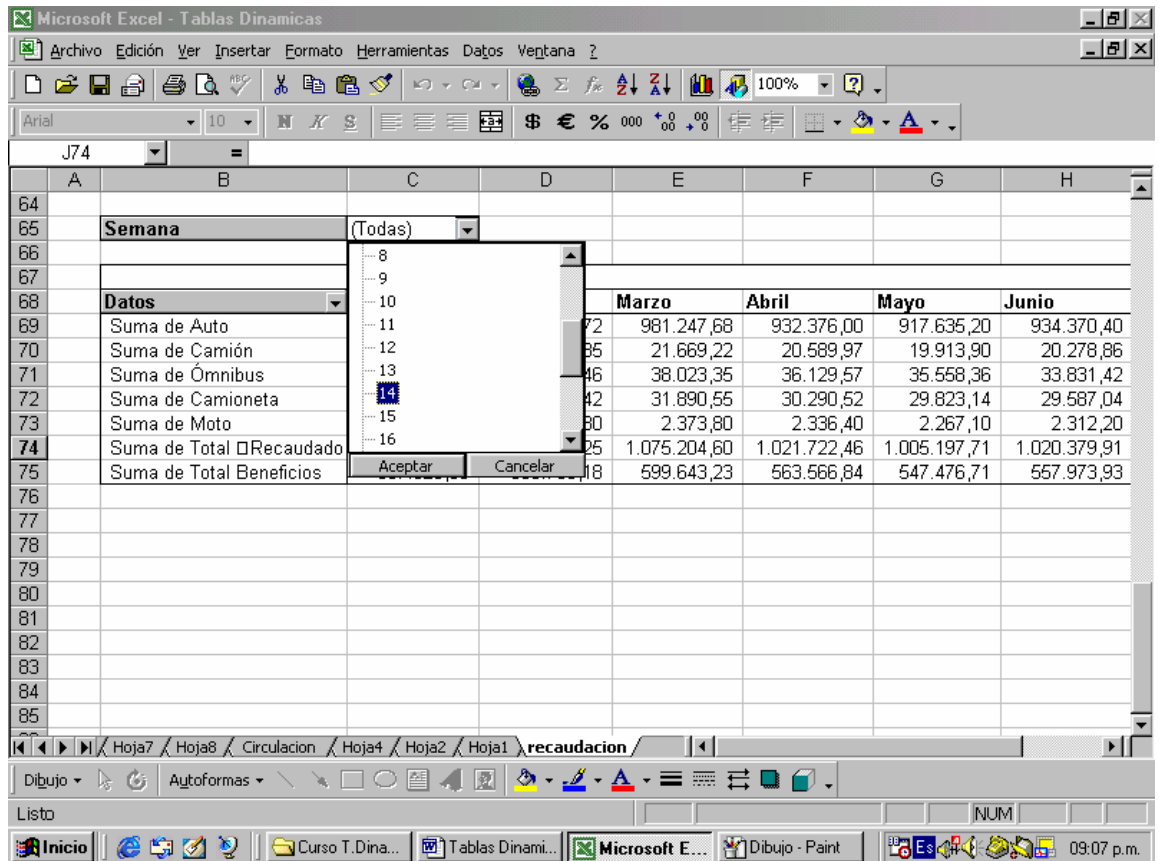 Microsoft Excel - Tablas Dinamicas
Archivo Edición Ver Insertar Formato Herramientas Datos Ventana ?
100%
Arial 10 N K S $ € % 000
J74 =
A B C D E F G H
64
65 Semana (Todas)
66 8
67 9
68 Datos 10 Marzo Abril Mayo Junio
69 Suma de Auto 11 72 981.247,68 932.376,00 917.635,20 934.370,40
70 Suma de Camión 12 85 21.669,22 20.589,97 19.913,90 20.278,86
71 Suma de Ómnibus 13 46 38.023,35 36.129,57 35.558,36 33.831,42
72 Suma de Camioneta 14 42 31.890,55 30.290,52 29.823,14 29.587,04
73 Suma de Moto 15 80 2.373,80 2.336,40 2.267,10 2.312,20
74 Suma de Total □Recaudado 16 25 1.075.204,60 1.021.722,46 1.005.197,71 1.020.379,91
75 Suma de Total Beneficios Aceptar Cancelar 18 599.643,23 563.566,84 547.476,71 557.973,93
76
77
78
79
80
81
82
83
84
85
Hoja7 Hoja8 Circulacion Hoja4 Hoja2 Hoja1 recaudacion
Dibujo Autoformas
Listo NUM
Inicio Curso T.Dina... Tablas Dinami... Microsoft E... Dibujo - Paint Es 09:07 p.m.